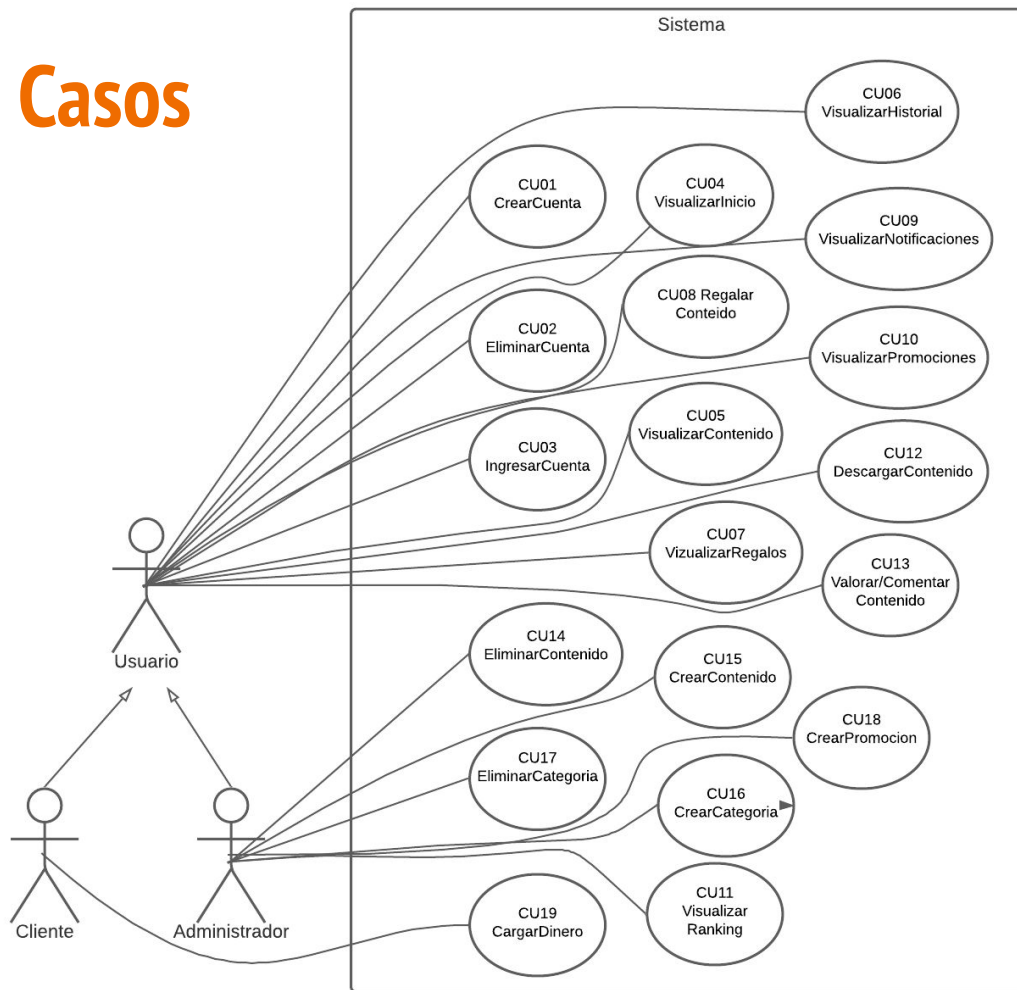 Casos
Sistema
CU06
VisualizarHistorial
CU01
CrearCuenta
CU04
VisualizarInicio
CU09
VisualizarNotificaciones
CU08 Regalar
Conteido
CU02
EliminarCuenta
CU10
VisualizarPromociones
CU05
VisualizarContenido
CU03
IngresarCuenta
CU12
DescargarContenido
CU07
VizualizarRegalos
CU13
Valorar/Comentar
Contenido
Usuario
CU14
EliminarContenido
CU15
CrearContenido
CU18
CrearPromocion
CU17
EliminarCategoria
CU16
CrearCategoria
CU11
Visualizar
Ranking
CU19
CargarDinero
Cliente
Administrador